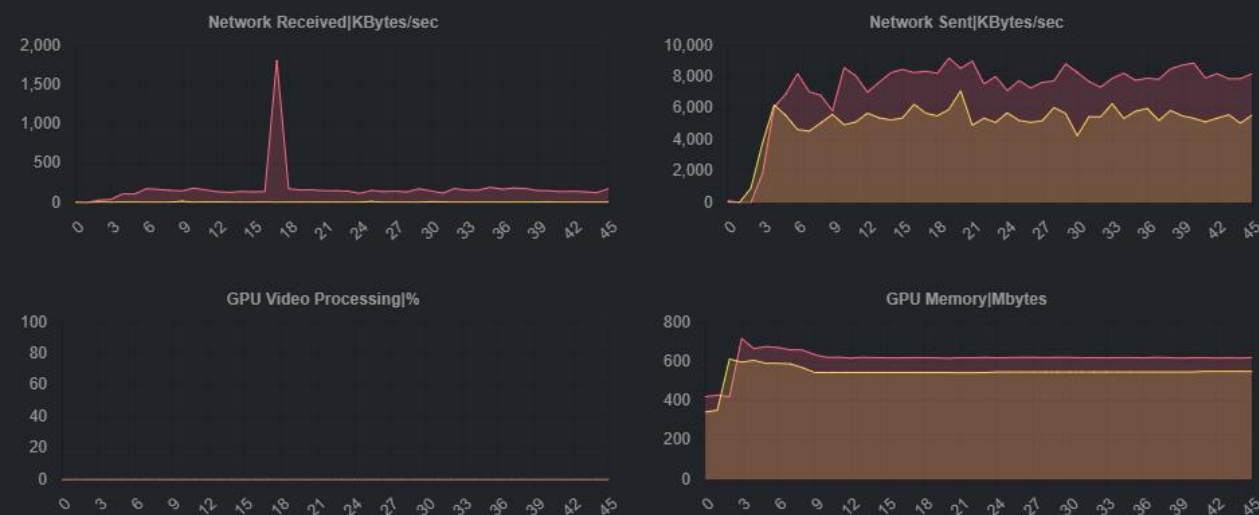 Network Received|KBytes/sec
2,000
1,500
1,000
500
0
0 3 6 9 12 15 18 21 24 27 30 33 36 39 42 45
Network Sent|KBytes/sec
10,000
8,000
6,000
4,000
2,000
0
0 3 6 9 12 15 18 21 24 27 30 33 36 39 42 45
GPU Video Processing|%
100
80
60
40
20
0
0 3 6 9 12 15 18 21 24 27 30 33 36 39 42 45
GPU Memory|Mbytes
800
600
400
200
0
0 3 6 9 12 15 18 21 24 27 30 33 36 39 42 45